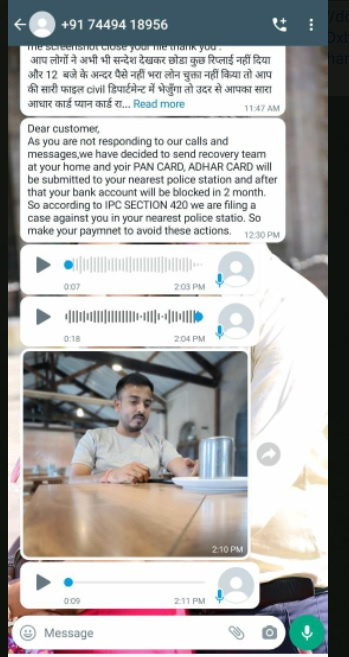 +91 74494 18956
me screenshot close your file thank you .
आप लोगों ने अभी भी सन्देश देखकर छोडा कुछ रिप्लाई नहीं दिया
और 12 बजे के अन्दर पैसे नहीं भरा लोन चुक्ता नहीं किया तो आप
की सारी फाइल civil डिपार्टमेन्ट में भेजुँगा तो उदर से आपका सारा
आधार कार्ड प्यान कार्ड रा... Read more
11:47 AM
Dear customer,
As you are not responding to our calls and
messages,we have decided to send recovery team
at your home and yoir PAN CARD, ADHAR CARD will
be submitted to your nearest police station and after
that your bank account will be blocked in 2 month.
So according to IPC SECTION 420 we are filing a
case against you in your nearest police statio. So
make your paymnet to avoid these actions.
12:30 PM
0:07 2:03 PM
0:18 2:04 PM
2:10 PM
0:09 2:11 PM
Message